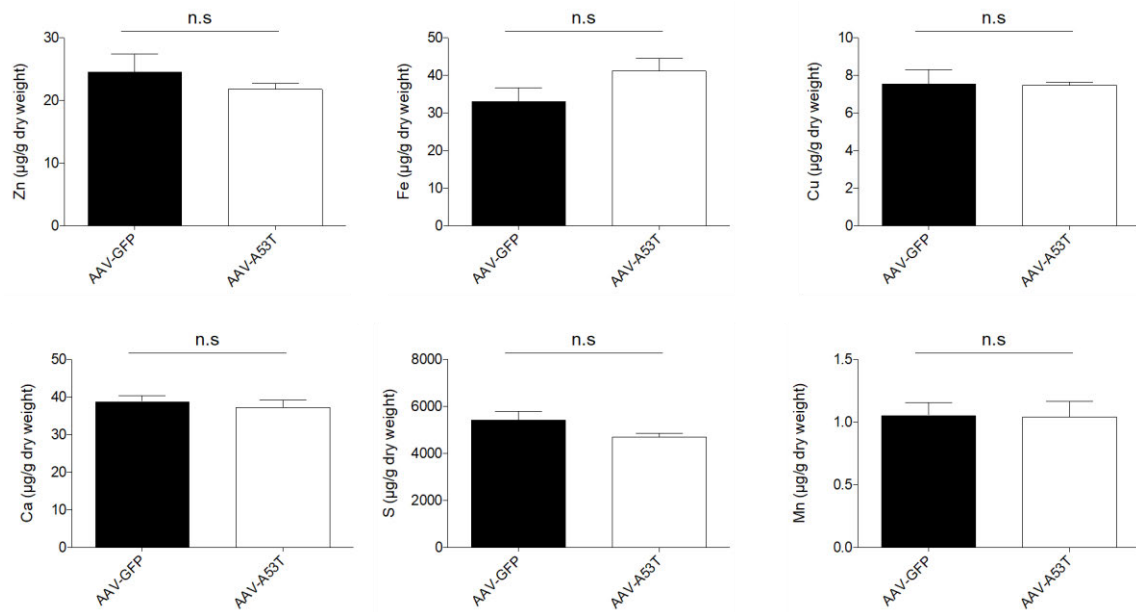 n.s
Zn (µg/g dry weight)
30
20
10
0
AAV-GFP
AAV-A53T
n.s
Fe (µg/g dry weight)
50
40
30
20
10
0
AAV-GFP
AAV-A53T
n.s
Cu (µg/g dry weight)
10
8
6
4
2
0
AAV-GFP
AAV-A53T
n.s
Ca (µg/g dry weight)
50
40
30
20
10
0
AAV-GFP
AAV-A53T
n.s
S (µg/g dry weight)
8000
6000
4000
2000
0
AAV-GFP
AAV-A53T
n.s
Mn (µg/g dry weight)
1.5
1.0
0.5
0.0
AAV-GFP
AAV-A53T